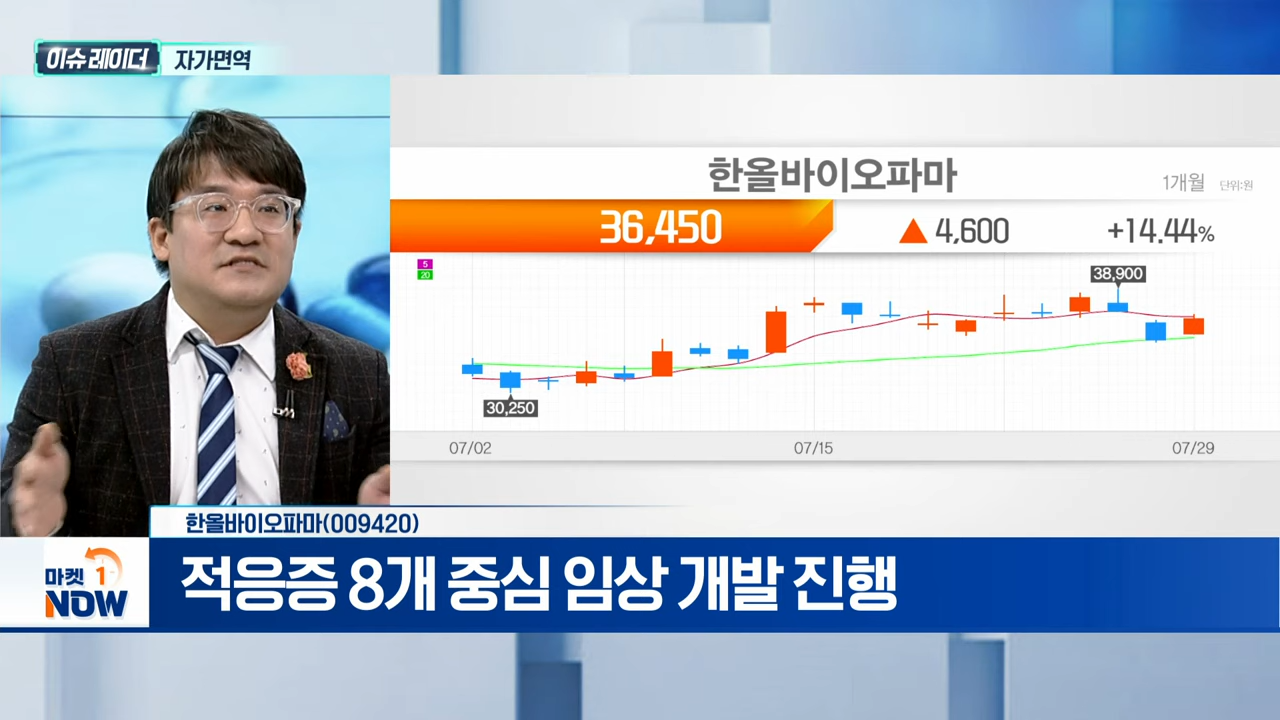 이슈레이더 자가면역
한올바이오파마
1개월 단위:원
36,450 ▲ 4,600 +14.44%
5
20
38,900
30,250
07/02 07/15 07/29
한올바이오파마(009420)
마켓 1 NOW
적응증 8개 중심 임상 개발 진행